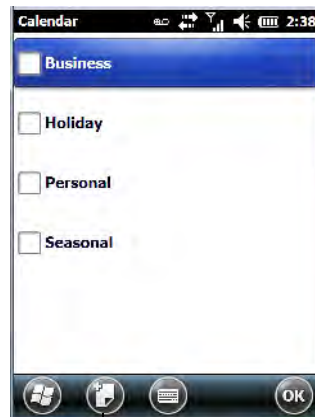 Calendar 2:38
Business
Holiday
Personal
Seasonal
OK